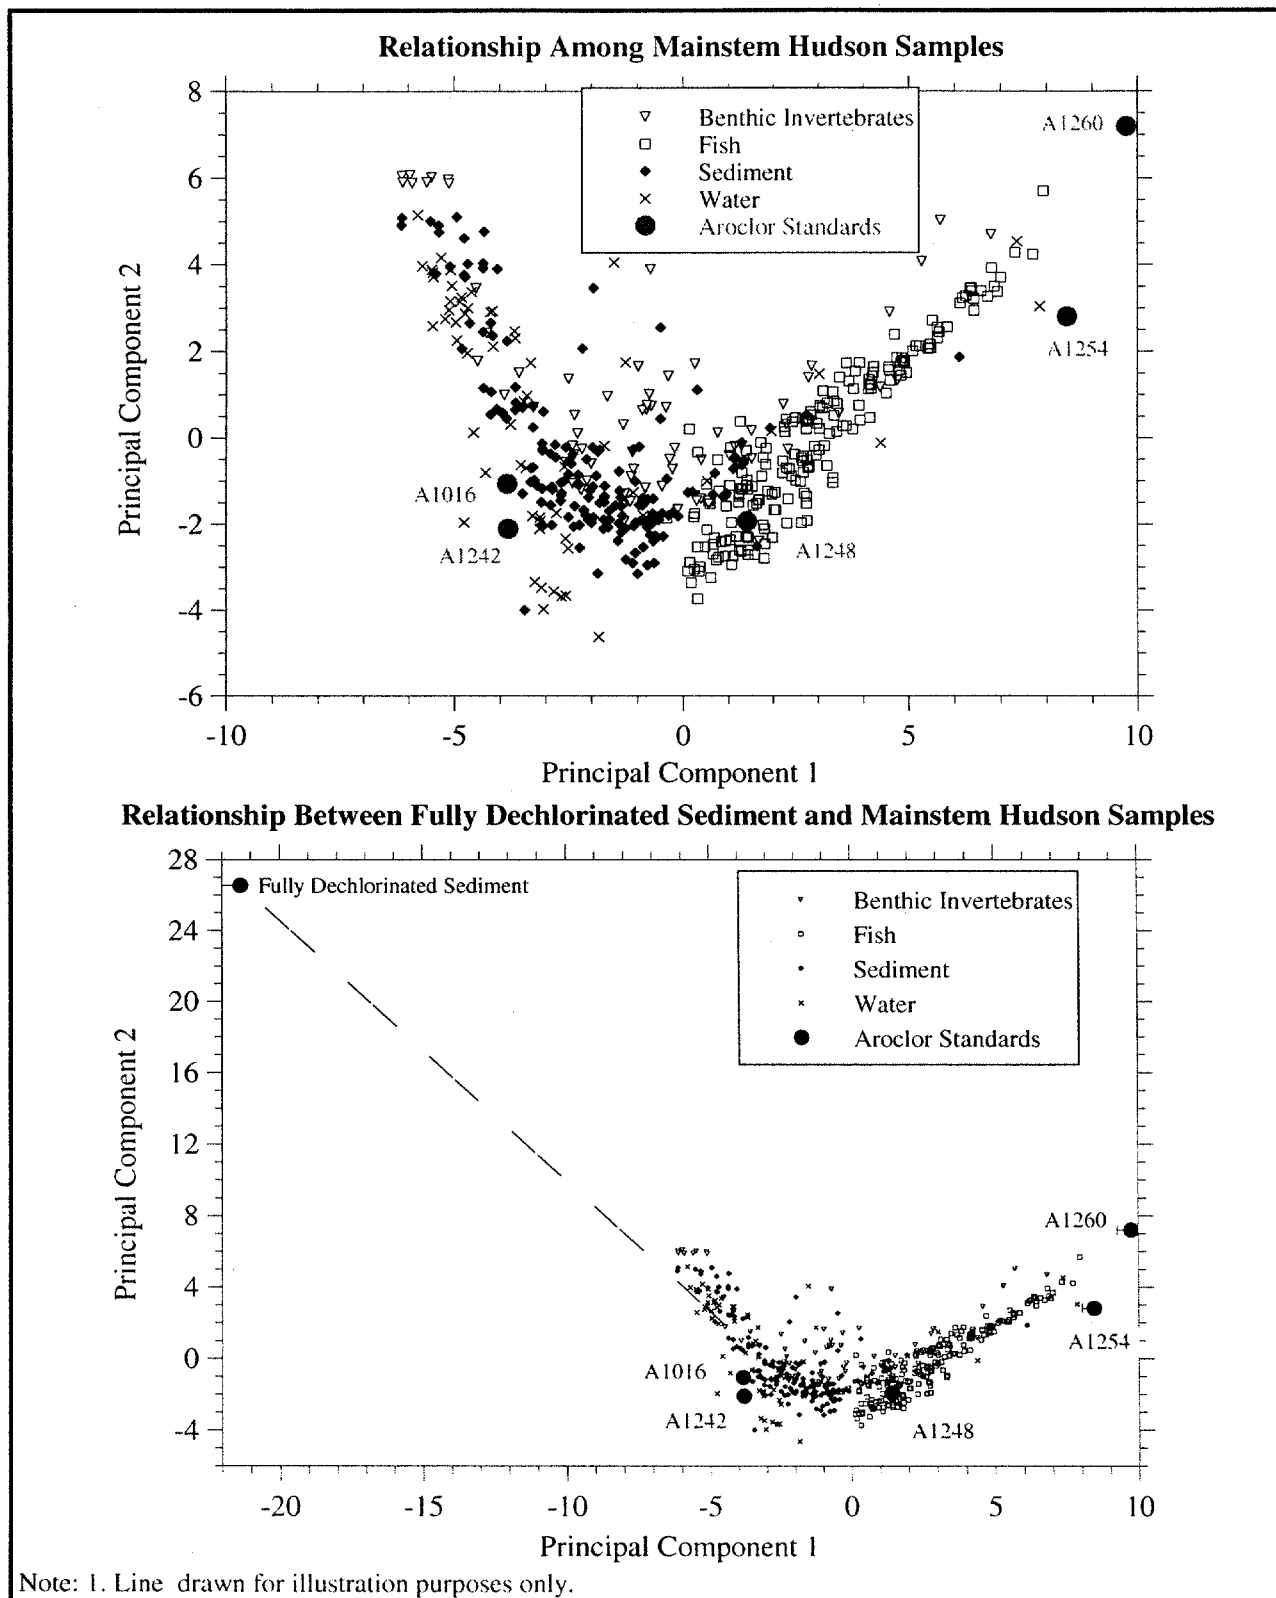 Relationship Among Mainstem Hudson Samples
8
6
4
2
0
-2
-4
-6
Principal Component 2
Benthic Invertebrates
Fish
Sediment
Water
Aroclor Standards
A1260
A1254
A1016
A1242
A1248
-10
-5
0
5
10
Principal Component 1
Relationship Between Fully Dechlorinated Sediment and Mainstem Hudson Samples
28
24
20
16
12
8
4
0
-4
Principal Component 2
Fully Dechlorinated Sediment
Benthic Invertebrates
Fish
Sediment
Water
Aroclor Standards
A1260
A1254
A1016
A1242
A1248
-20
-15
-10
-5
0
5
10
Principal Component 1
Note: 1. Line drawn for illustration purposes only.